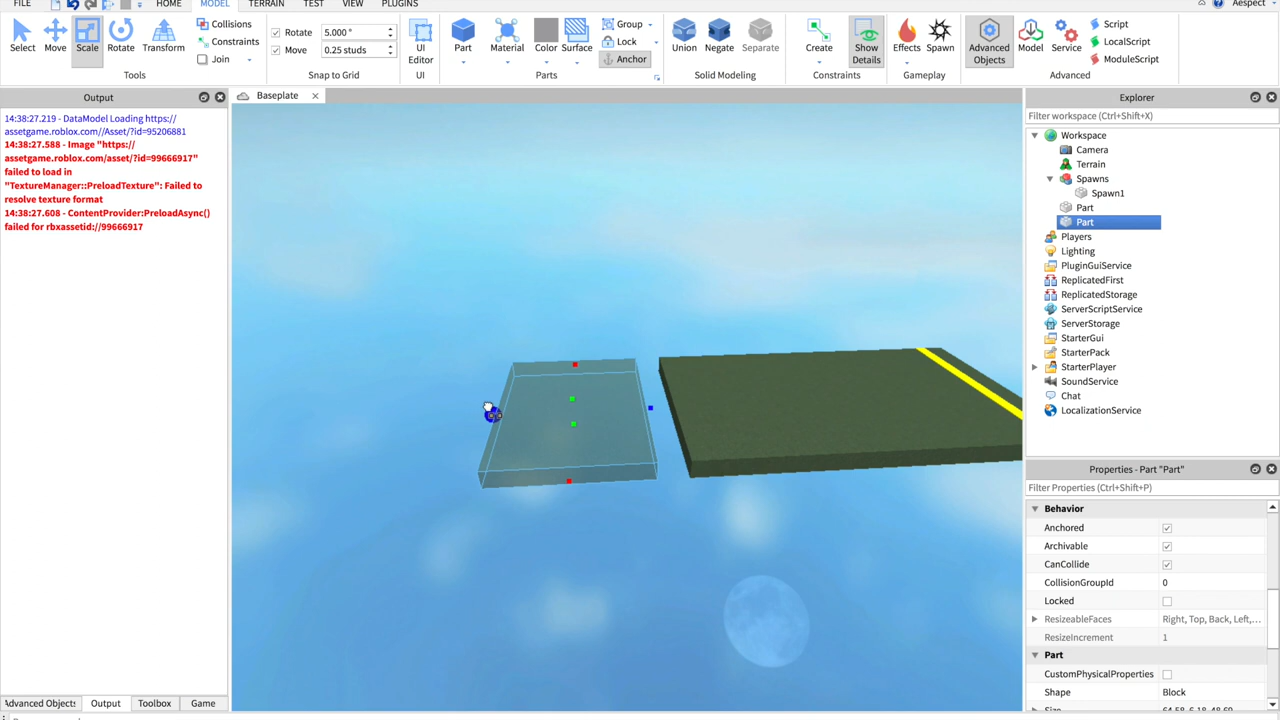 FILE
HOME
MODEL
TERRAIN
TEST
VIEW
PLUGINS
Aespect
Select
Move
Scale
Rotate
Transform
Collisions
Constraints
Join
Tools
Rotate 5.000 °
Move 0.25 studs
Snap to Grid
UI
Editor
UI
Part
Material
Color
Surface
Group
Lock
Anchor
Parts
Union
Negate
Separate
Solid Modeling
Create
Show
Details
Constraints
Effects
Spawn
Gameplay
Advanced
Objects
Model
Service
Script
LocalScript
ModuleScript
Advanced
Output
14:38:27.219 - DataModel Loading https://
assetgame.roblox.com//Asset/?id=95206881
14:38:27.588 - Image "https://
assetgame.roblox.com/asset/?id=99666917"
failed to load in
"TextureManager::PreloadTexture": Failed to
resolve texture format
14:38:27.608 - ContentProvider:PreloadAsync()
failed for rbxassetid://99666917
Advanced Objects
Output
Toolbox
Game
Baseplate
Explorer
Filter workspace (Ctrl+Shift+X)
Workspace
Camera
Terrain
Spawns
Spawn1
Part
Part
Players
Lighting
PluginGuiService
ReplicatedFirst
ReplicatedStorage
ServerScriptService
ServerStorage
StarterGui
StarterPack
StarterPlayer
SoundService
Chat
LocalizationService
Properties - Part "Part"
Filter Properties (Ctrl+Shift+P)
Behavior
Anchored
Archivable
CanCollide
CollisionGroupId 0
Locked
ResizeableFaces Right, Top, Back, Left,...
ResizeIncrement 1
Part
CustomPhysicalProperties
Shape Block